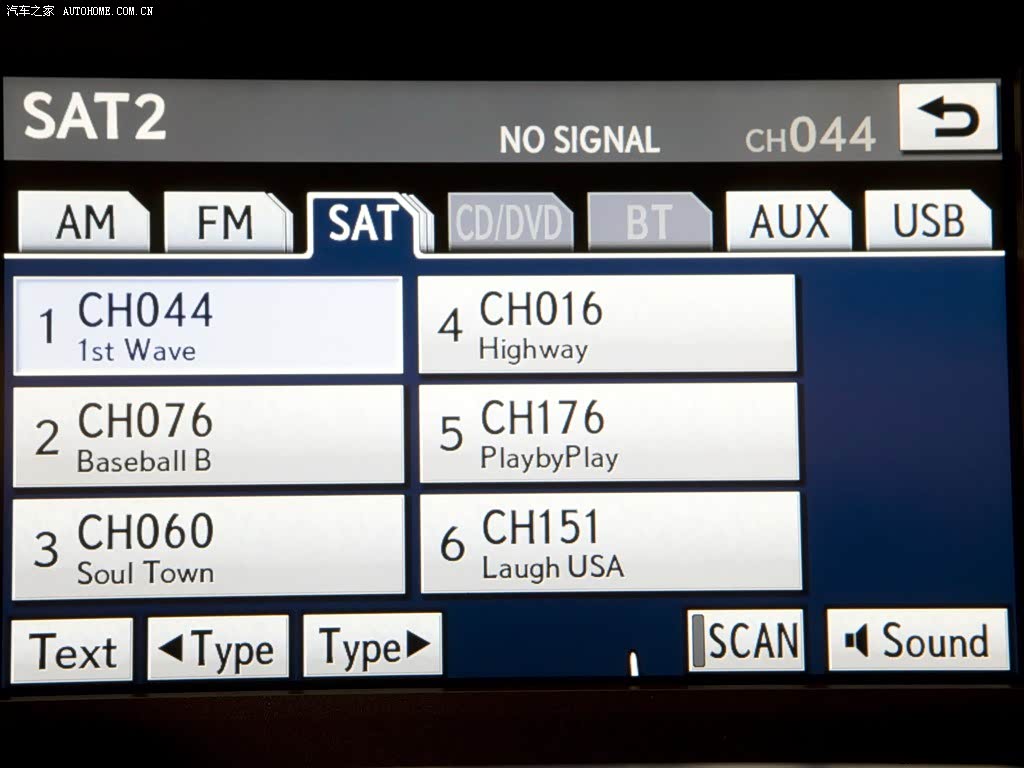 汽车之家 AUTOHOME.COM.CN
SAT2
NO SIGNAL
CH044
AM
FM
SAT
CD/DVD
BT
AUX
USB
1 CH044
1st Wave
2 CH076
Baseball B
3 CH060
Soul Town
4 CH016
Highway
5 CH176
PlaybyPlay
6 CH151
Laugh USA
Text
◀Type
Type▶
SCAN
Sound